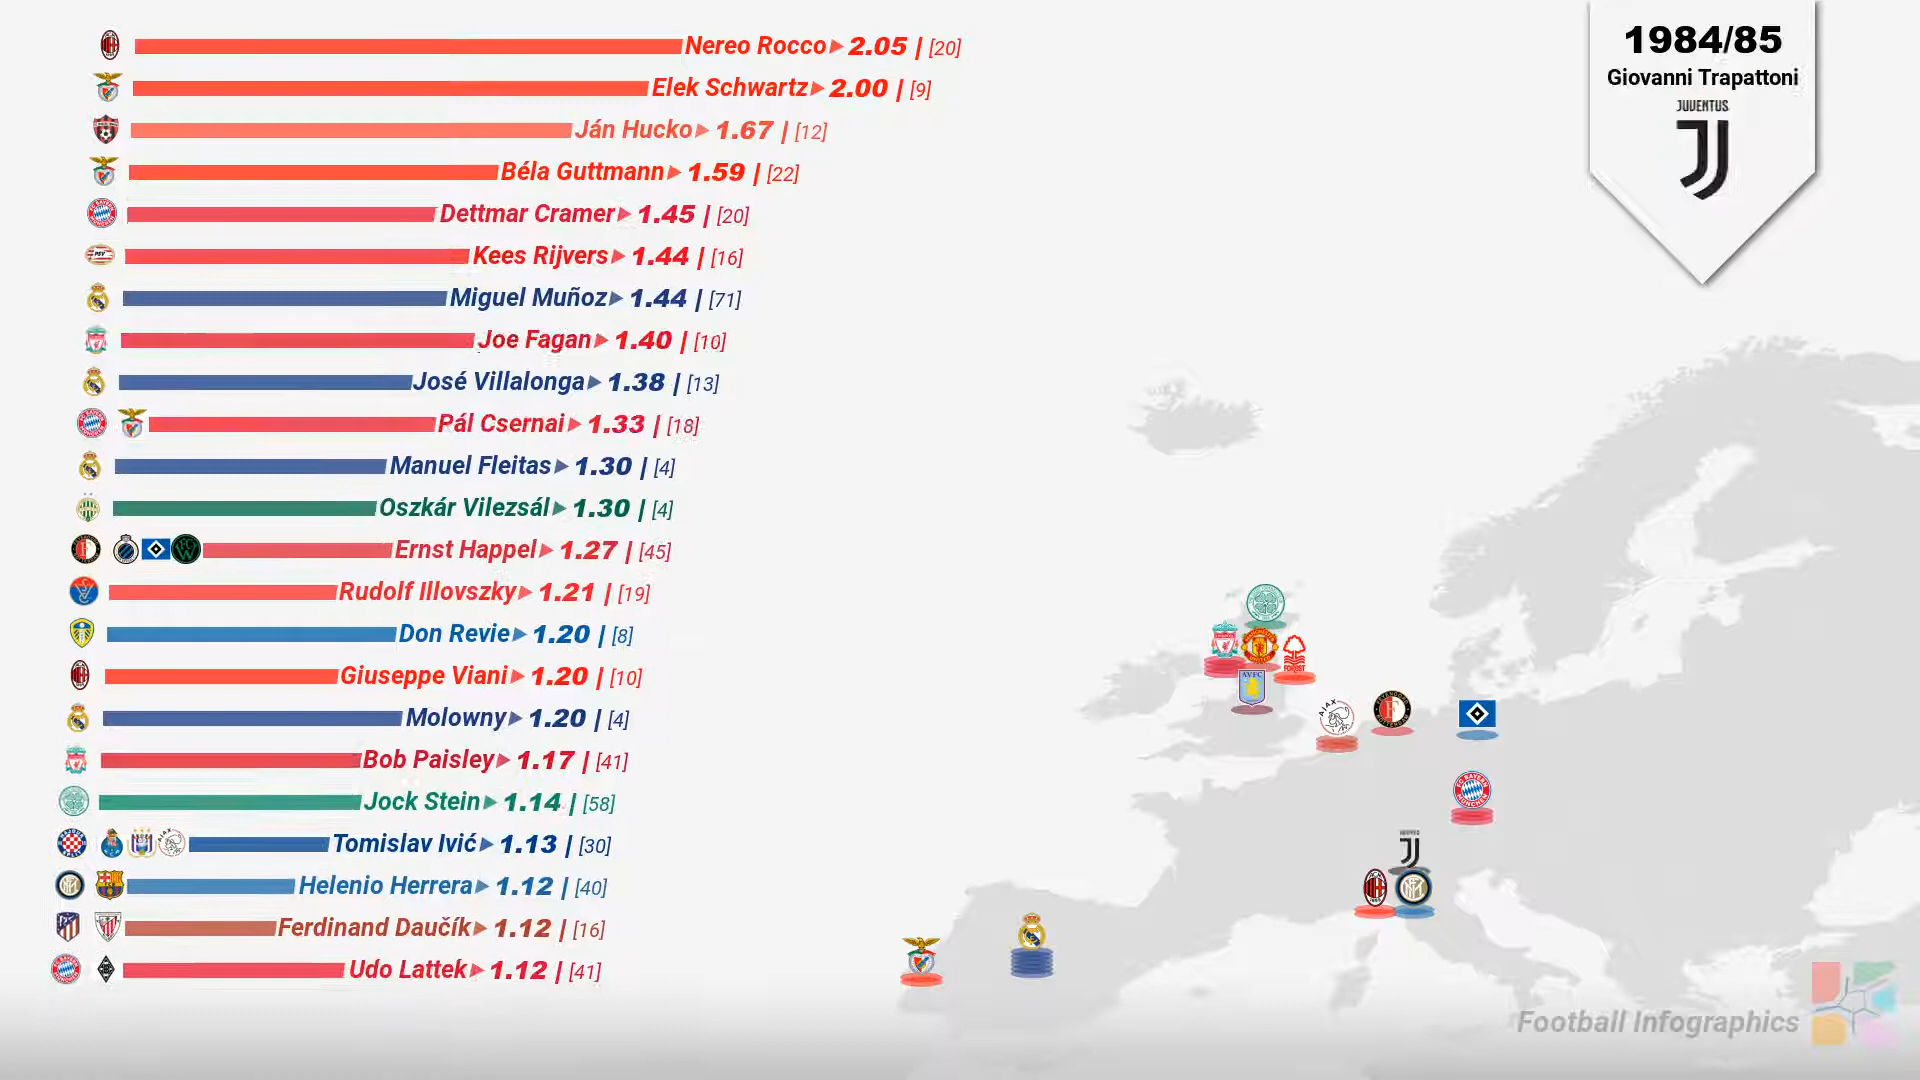 Nereo Rocco▶ 2.05 | [20]
Elek Schwartz▶ 2.00 | [9]
Ján Hucko▶ 1.67 | [12]
Béla Guttmann▶ 1.59 | [22]
Dettmar Cramer▶ 1.45 | [20]
Kees Rijvers▶ 1.44 | [16]
Miguel Muñoz▶ 1.44 | [71]
Joe Fagan▶ 1.40 | [10]
José Villalonga▶ 1.38 | [13]
Pál Csernai▶ 1.33 | [18]
Manuel Fleitas▶ 1.30 | [4]
Oszkár Vilezsál▶ 1.30 | [4]
Ernst Happel▶ 1.27 | [45]
Rudolf Illovszky▶ 1.21 | [19]
Don Revie▶ 1.20 | [8]
Giuseppe Viani▶ 1.20 | [10]
Molowny▶ 1.20 | [4]
Bob Paisley▶ 1.17 | [41]
Jock Stein▶ 1.14 | [58]
Tomislav Ivić▶ 1.13 | [30]
Helenio Herrera▶ 1.12 | [40]
Ferdinand Daučík▶ 1.12 | [16]
Udo Lattek▶ 1.12 | [41]
1984/85
Giovanni Trapattoni
JUVENTUS
AVFC
AJAX
FOREST
PSV
Football Infographics